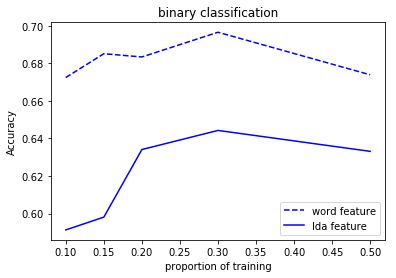 binary classification
Accuracy
0.70
0.68
0.66
0.64
0.62
0.60
0.10 0.15 0.20 0.25 0.30 0.35 0.40 0.45 0.50
proportion of training
word feature
lda feature